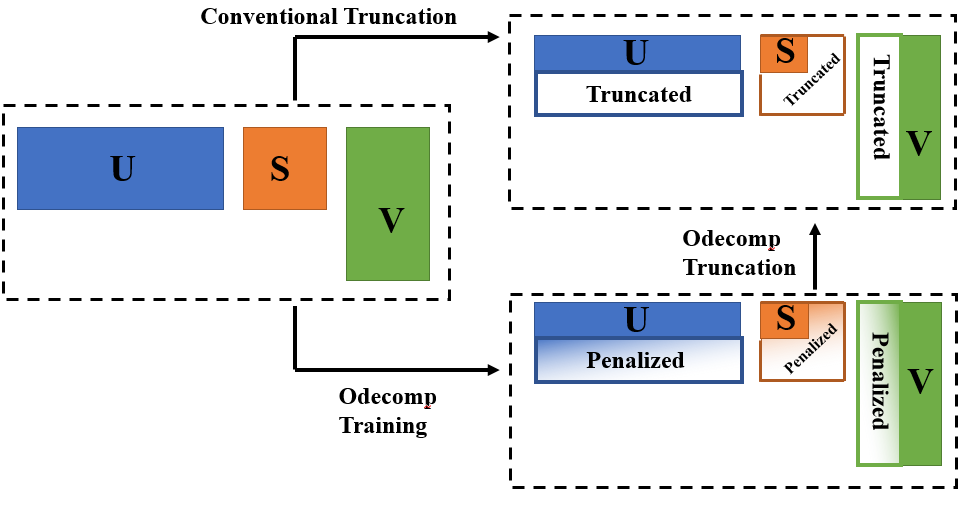 Conventional Truncation
U
S
V
U
Truncated
S
Truncated
Truncated
V
Odecomp
Truncation
Odecomp
Training
U
Penalized
S
Penalized
Penalized
V